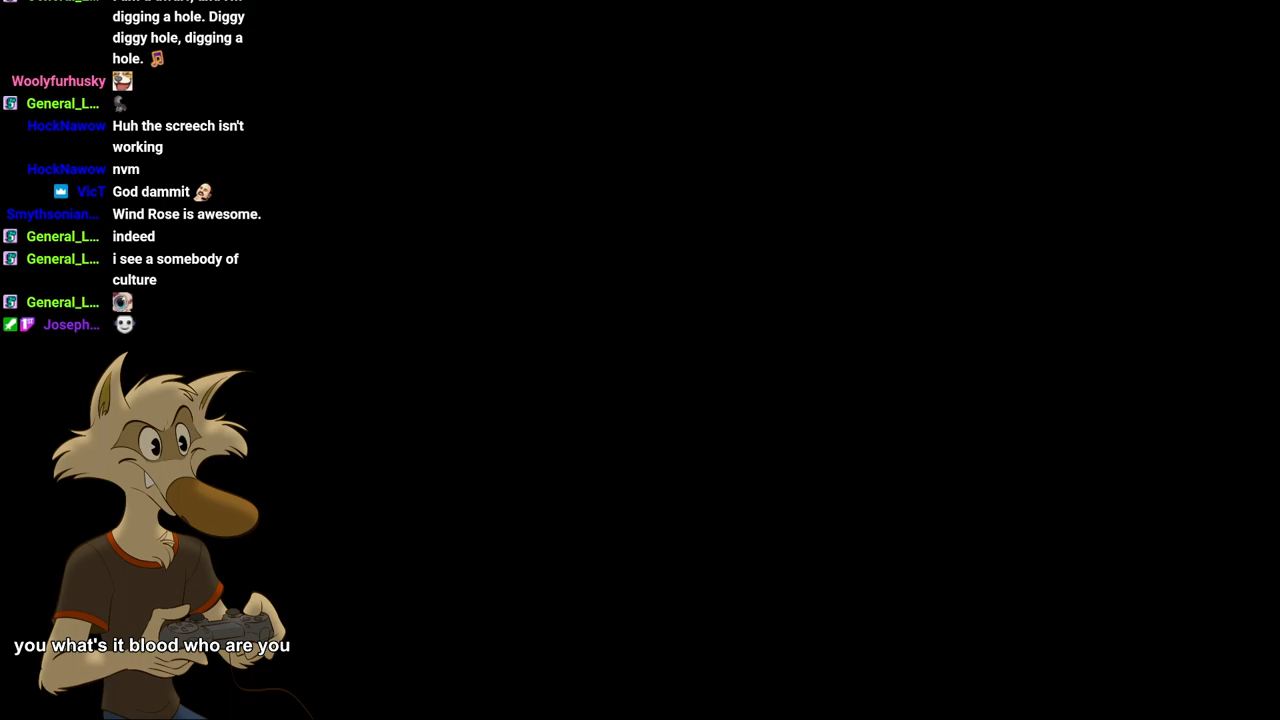 digging a hole. Diggy
diggy hole, digging a
hole.
Woolyfurhusky
General_L...
HockNawow Huh the screech isn't
working
HockNawow nvm
VicT God dammit
Smythsonian... Wind Rose is awesome.
General_L... indeed
General_L... i see a somebody of
culture
General_L...
Joseph...
you what's it blood who are you